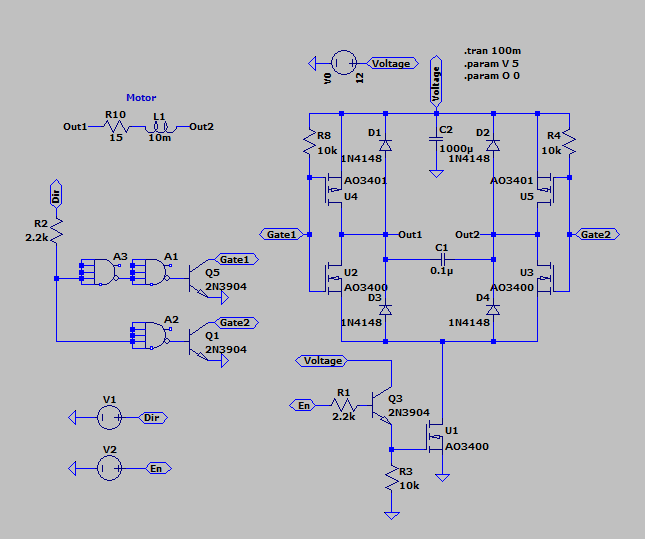 .tran 100m
.param V 5
.param O 0
V0
12
Voltage
Voltage
Motor
R10
15
L1
10m
Out1
Out2
R8
10k
D1
1N4148
C2
1000µ
D2
1N4148
R4
10k
AO3401
U4
AO3401
U5
Dir
R2
2.2k
Gate1
Out1
Out2
Gate2
A3
A1
Gate1
Q5
2N3904
C1
0.1µ
U2
AO3400
D3
1N4148
U3
AO3400
D4
1N4148
A2
Gate2
Q1
2N3904
Voltage
V1
Dir
En
R1
2.2k
Q3
2N3904
U1
AO3400
V2
En
R3
10k